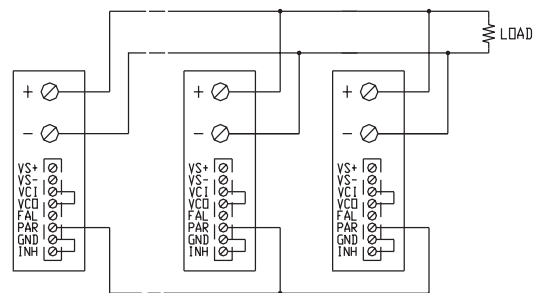 LOAD
+
-
VS+
VS-
VCI
VCO
FAL
PAR
GND
INH
+
-
VS+
VS-
VCI
VCO
FAL
PAR
GND
INH
+
-
VS+
VS-
VCI
VCO
FAL
PAR
GND
INH